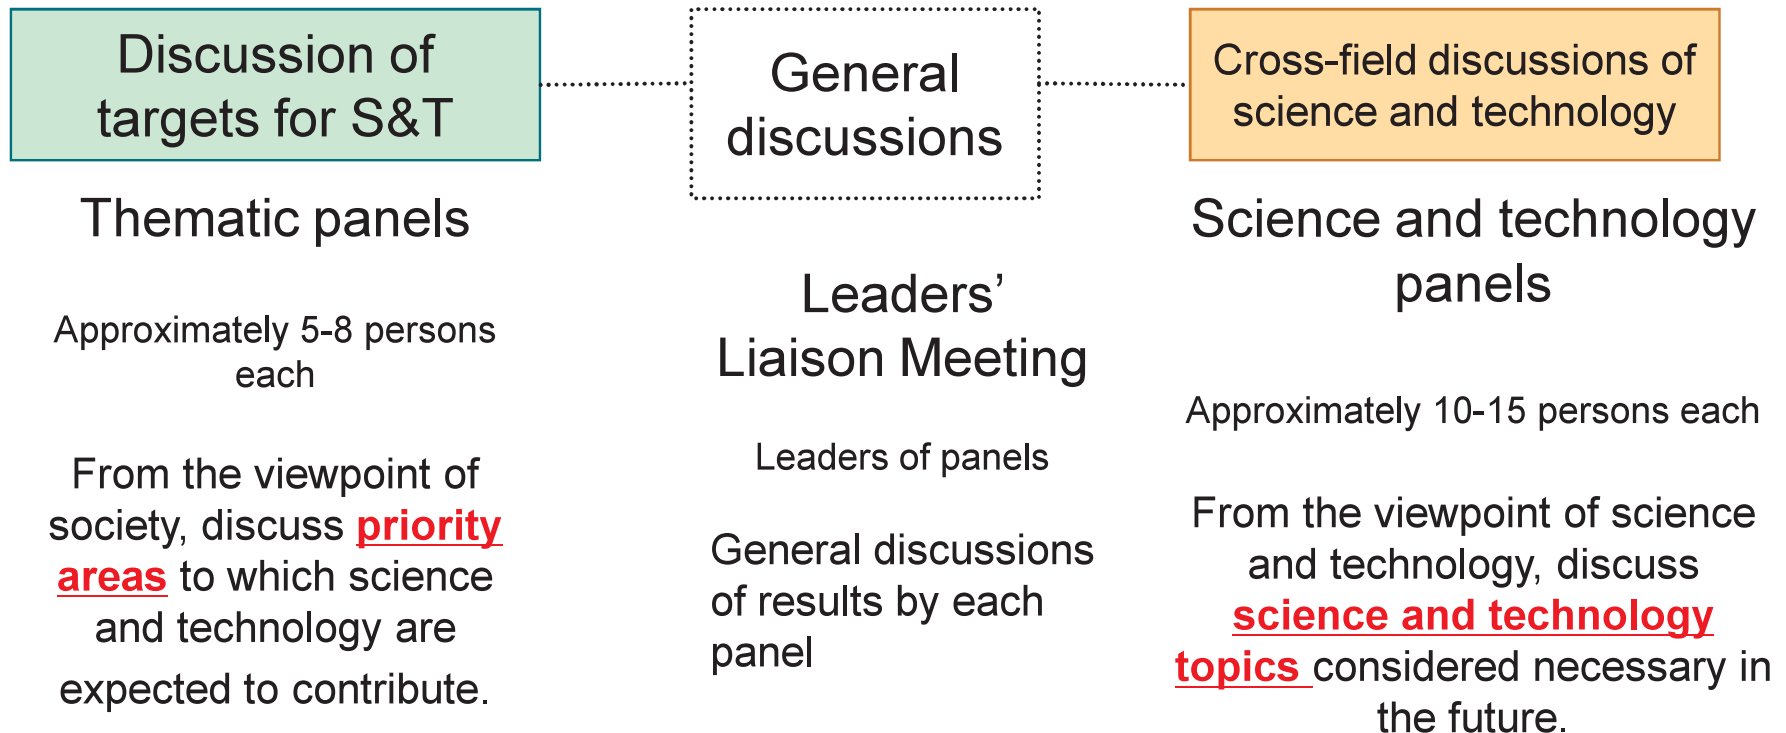 Discussion of
targets for S&T
Thematic panels
Approximately 5-8 persons
each
From the viewpoint of
society, discuss priority
areas to which science
and technology are
expected to contribute.
General
discussions
Leaders’
Liaison Meeting
Leaders of panels
General discussions
of results by each
panel
Cross-field discussions of
science and technology
Science and technology
panels
Approximately 10-15 persons each
From the viewpoint of science
and technology, discuss
science and technology
topics considered necessary in
the future.